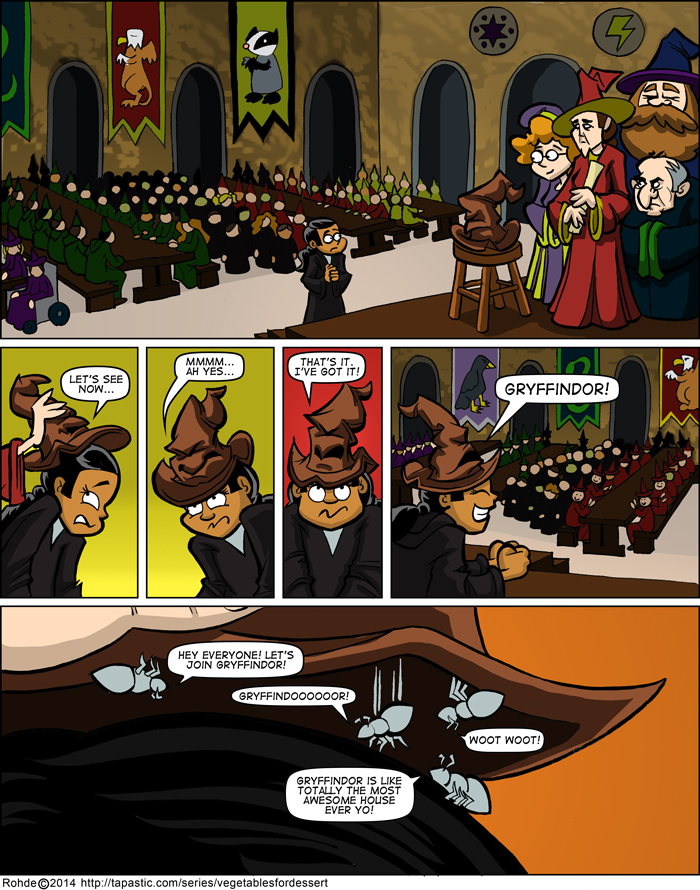 LET'S SEE
NOW...
MMMM...
AH YES...
THAT'S IT,
I'VE GOT IT!
GRYFFINDOR!
HEY EVERYONE! LET'S
JOIN GRYFFINDOR!
GRYFFINDOOOOOOR!
WOOT WOOT!
GRYFFINDOR IS LIKE
TOTALLY THE MOST
AWESOME HOUSE
EVER YO!
Rohde©2014 http://tapastic.com/series/vegetablesfordessert